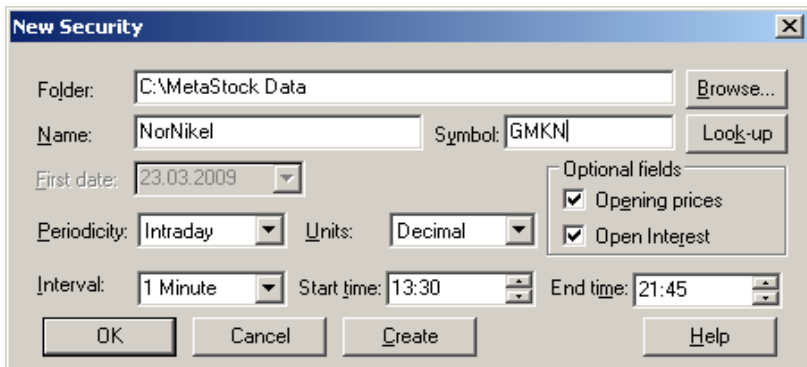 New Security
Folder: C:\MetaStock Data Browse...
Name: NorNikel Symbol: GMKN Look-up
First date: 23.03.2009 Optional fields
Opening prices
Periodicity: Intraday Units: Decimal Open Interest
Interval: 1 Minute Start time: 13:30 End time: 21:45
OK Cancel Create Help